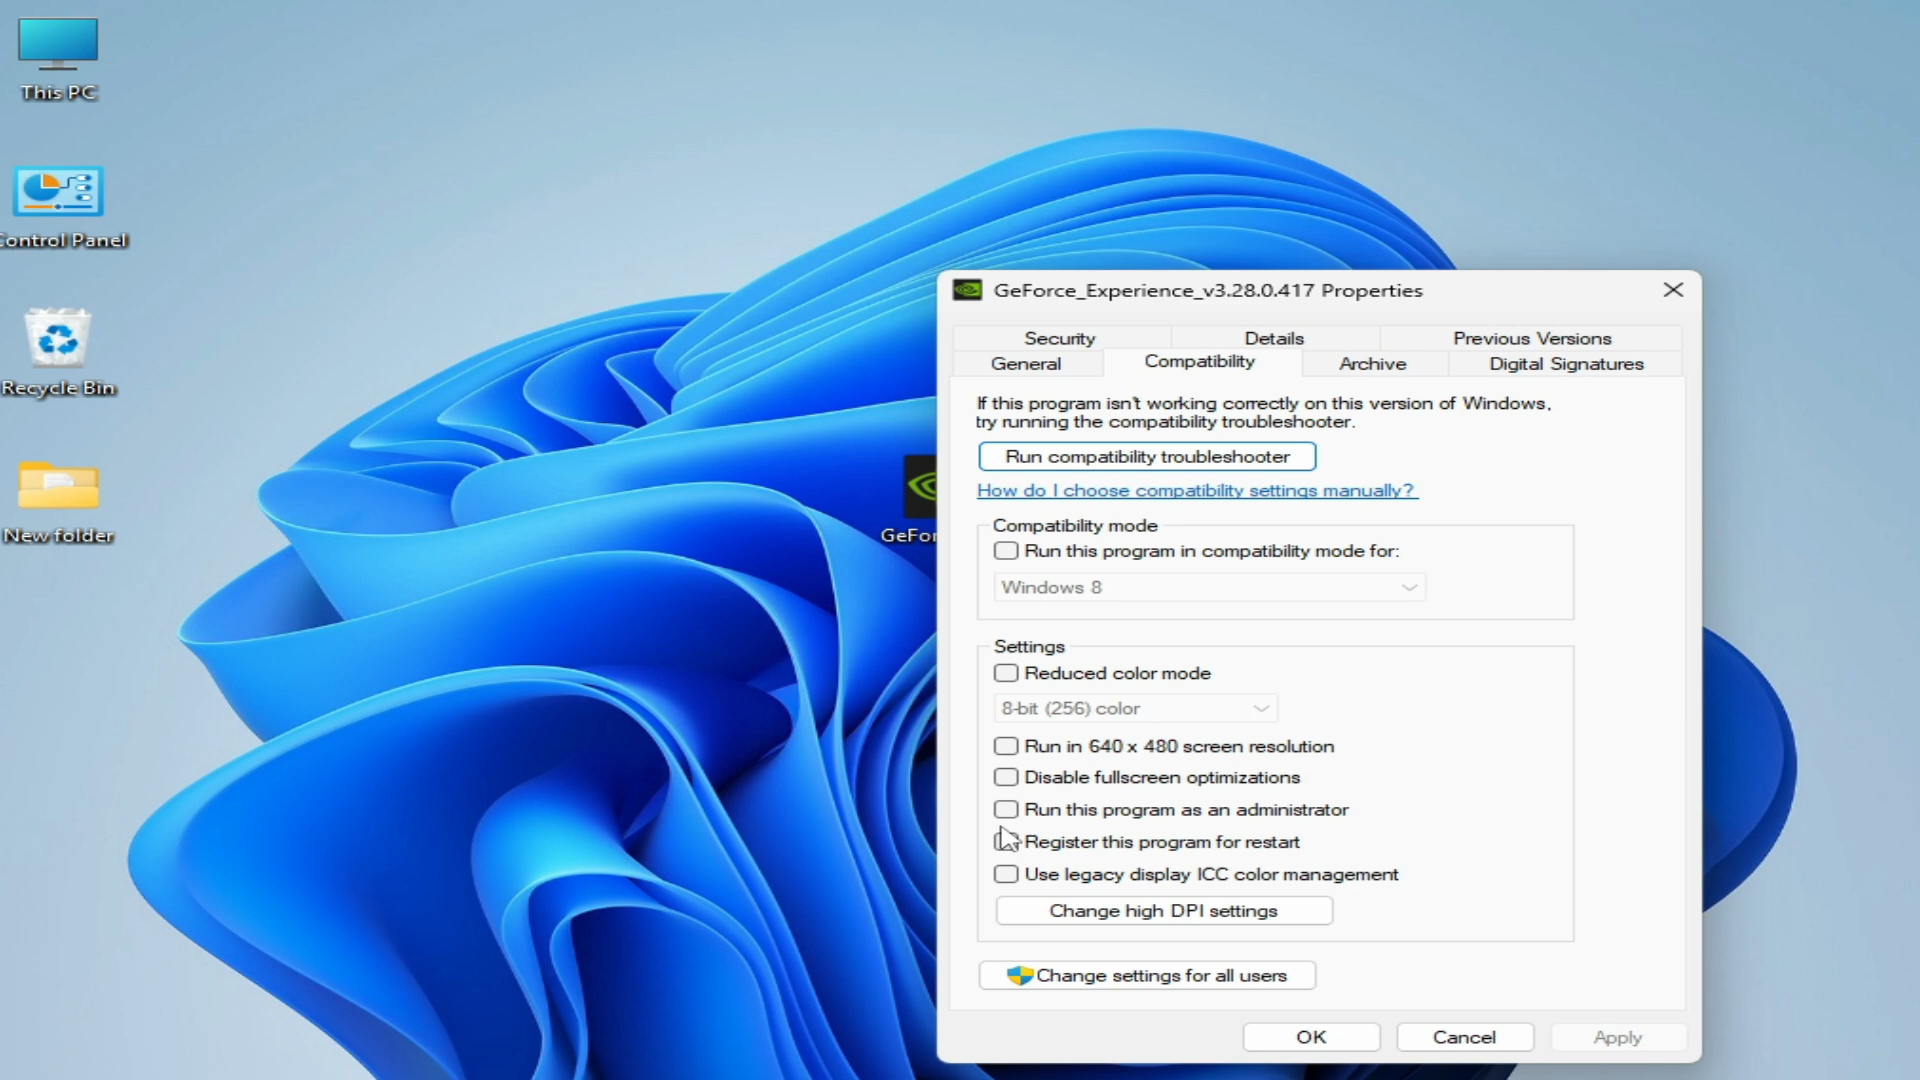 This PC
Control Panel
Recycle Bin
New folder
GeFor
GeForce_Experience_v3.28.0.417 Properties
Security
Details
Previous Versions
General
Compatibility
Archive
Digital Signatures
If this program isn't working correctly on this version of Windows,
try running the compatibility troubleshooter.
Run compatibility troubleshooter
How do I choose compatibility settings manually?
Compatibility mode
Run this program in compatibility mode for:
Windows 8
Settings
Reduced color mode
8-bit (256) color
Run in 640 x 480 screen resolution
Disable fullscreen optimizations
Run this program as an administrator
Register this program for restart
Use legacy display ICC color management
Change high DPI settings
Change settings for all users
OK
Cancel
Apply